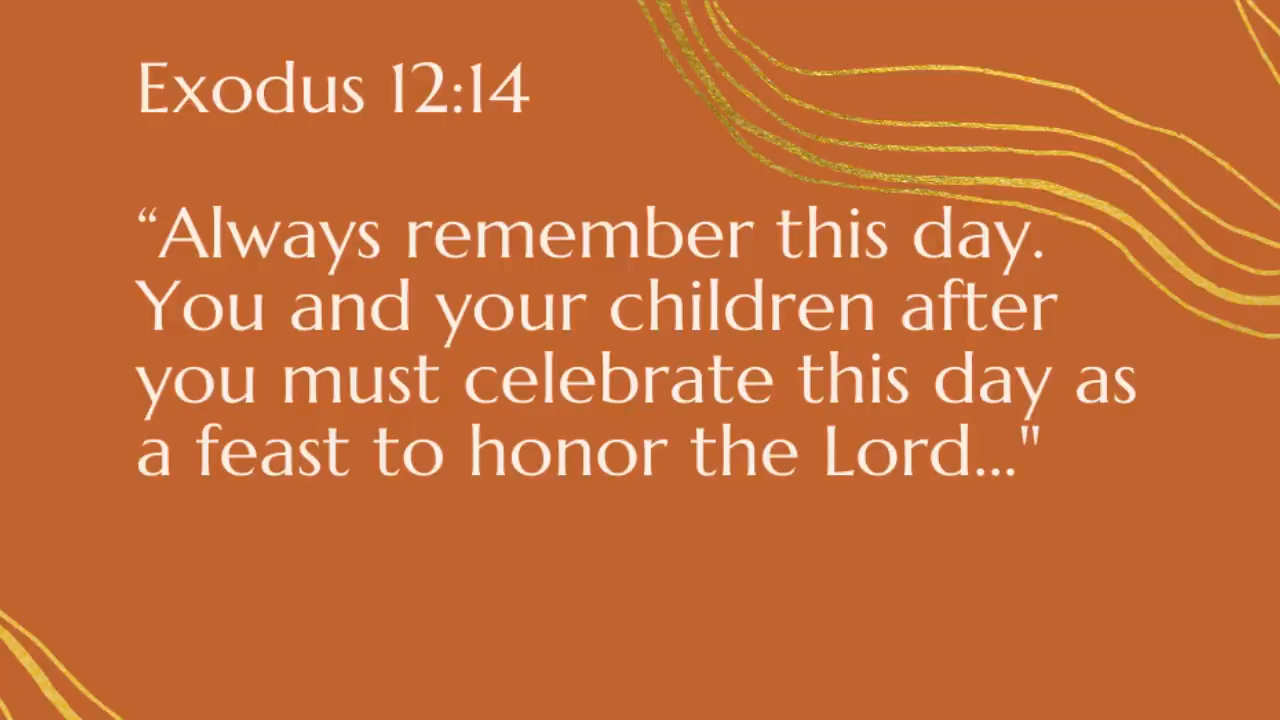 Exodus 12:14
“Always remember this day.
You and your children after
you must celebrate this day as
a feast to honor the Lord..."